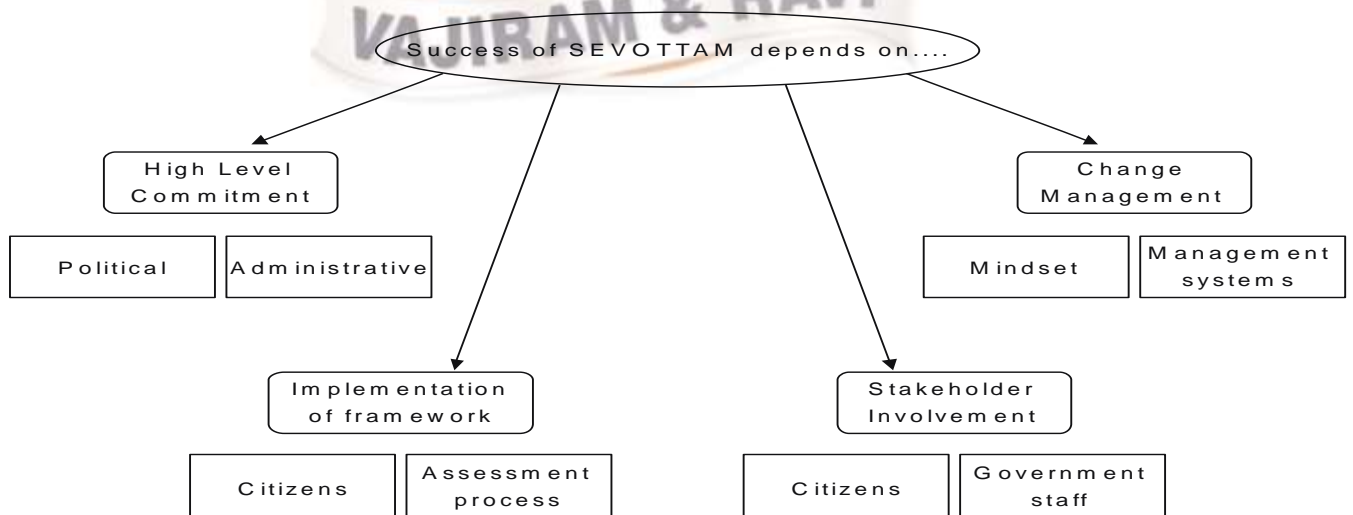 VAJIRAM & RAVI
Success of SEVOTTAM depends on....
High Level
Commitment
Change
Management
Political
Administrative
Mindset
Management
systems
Implementation
of framework
Stakeholder
Involvement
Citizens
Assessment
process
Citizens
Government
staff